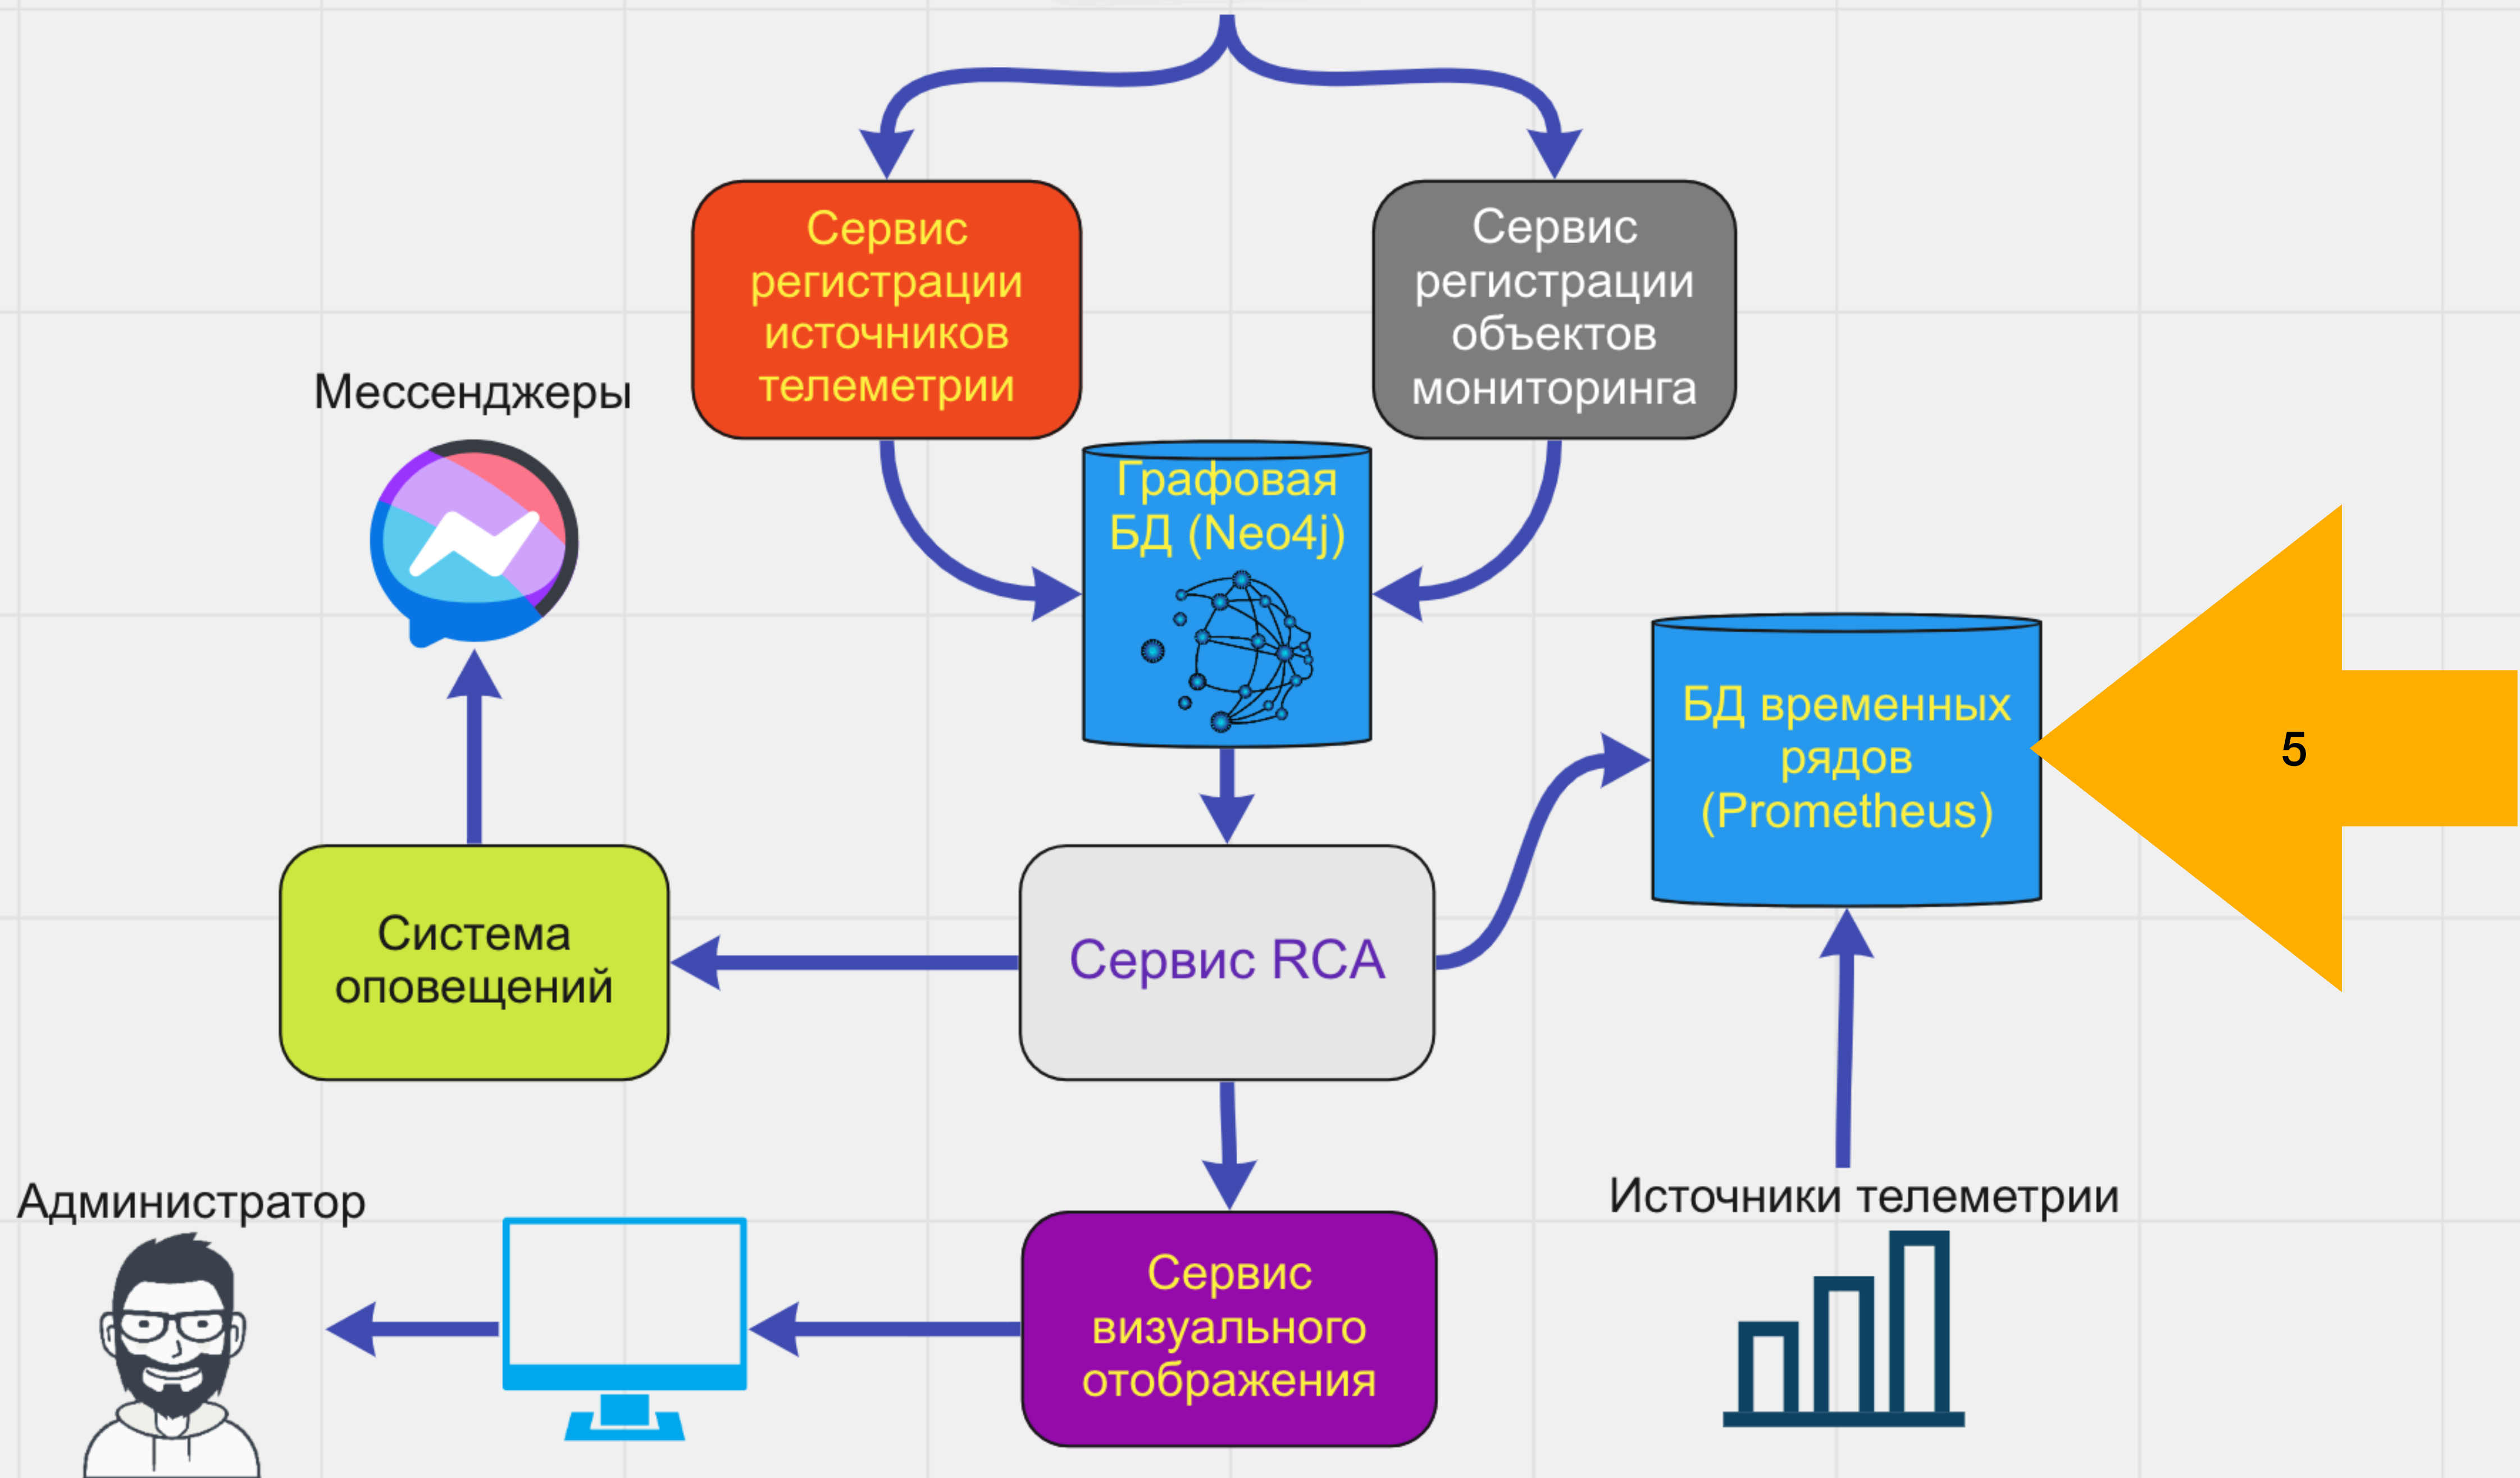 Сервис
регистрации
источников
телеметрии
Сервис
регистрации
объектов
мониторинга
Мессенджеры
Графовая
БД (Neo4j)
БД временных
рядов
(Prometheus)
5
Система
оповещений
Сервис RCA
Администратор
Источники телеметрии
Сервис
визуального
отображения